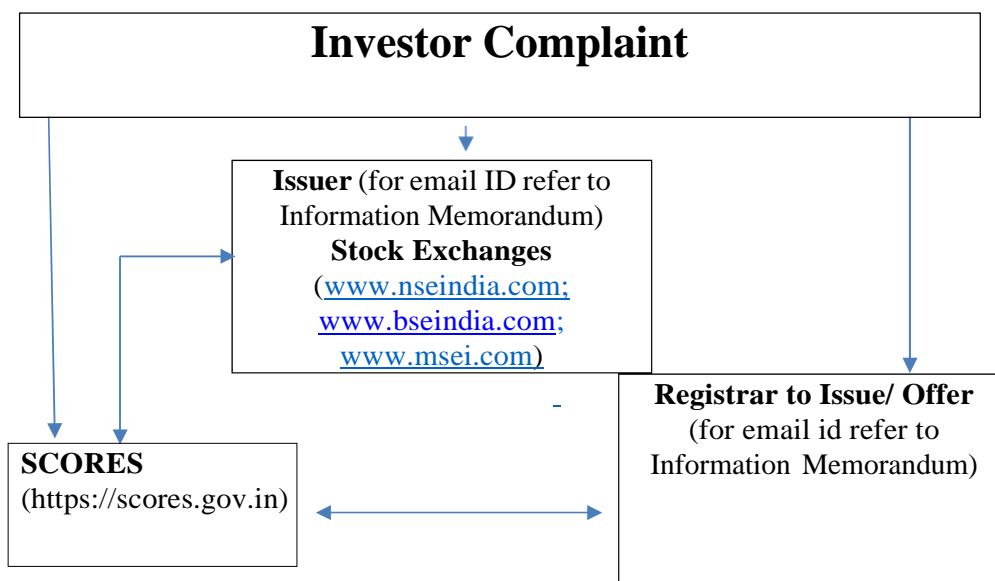 Investor Complaint
Issuer (for email ID refer to
Information Memorandum)
Stock Exchanges
(www.nseindia.com;
www.bseindia.com;
www.msei.com)
Registrar to Issue/ Offer
(for email id refer to
Information Memorandum)
SCORES
(https://scores.gov.in)